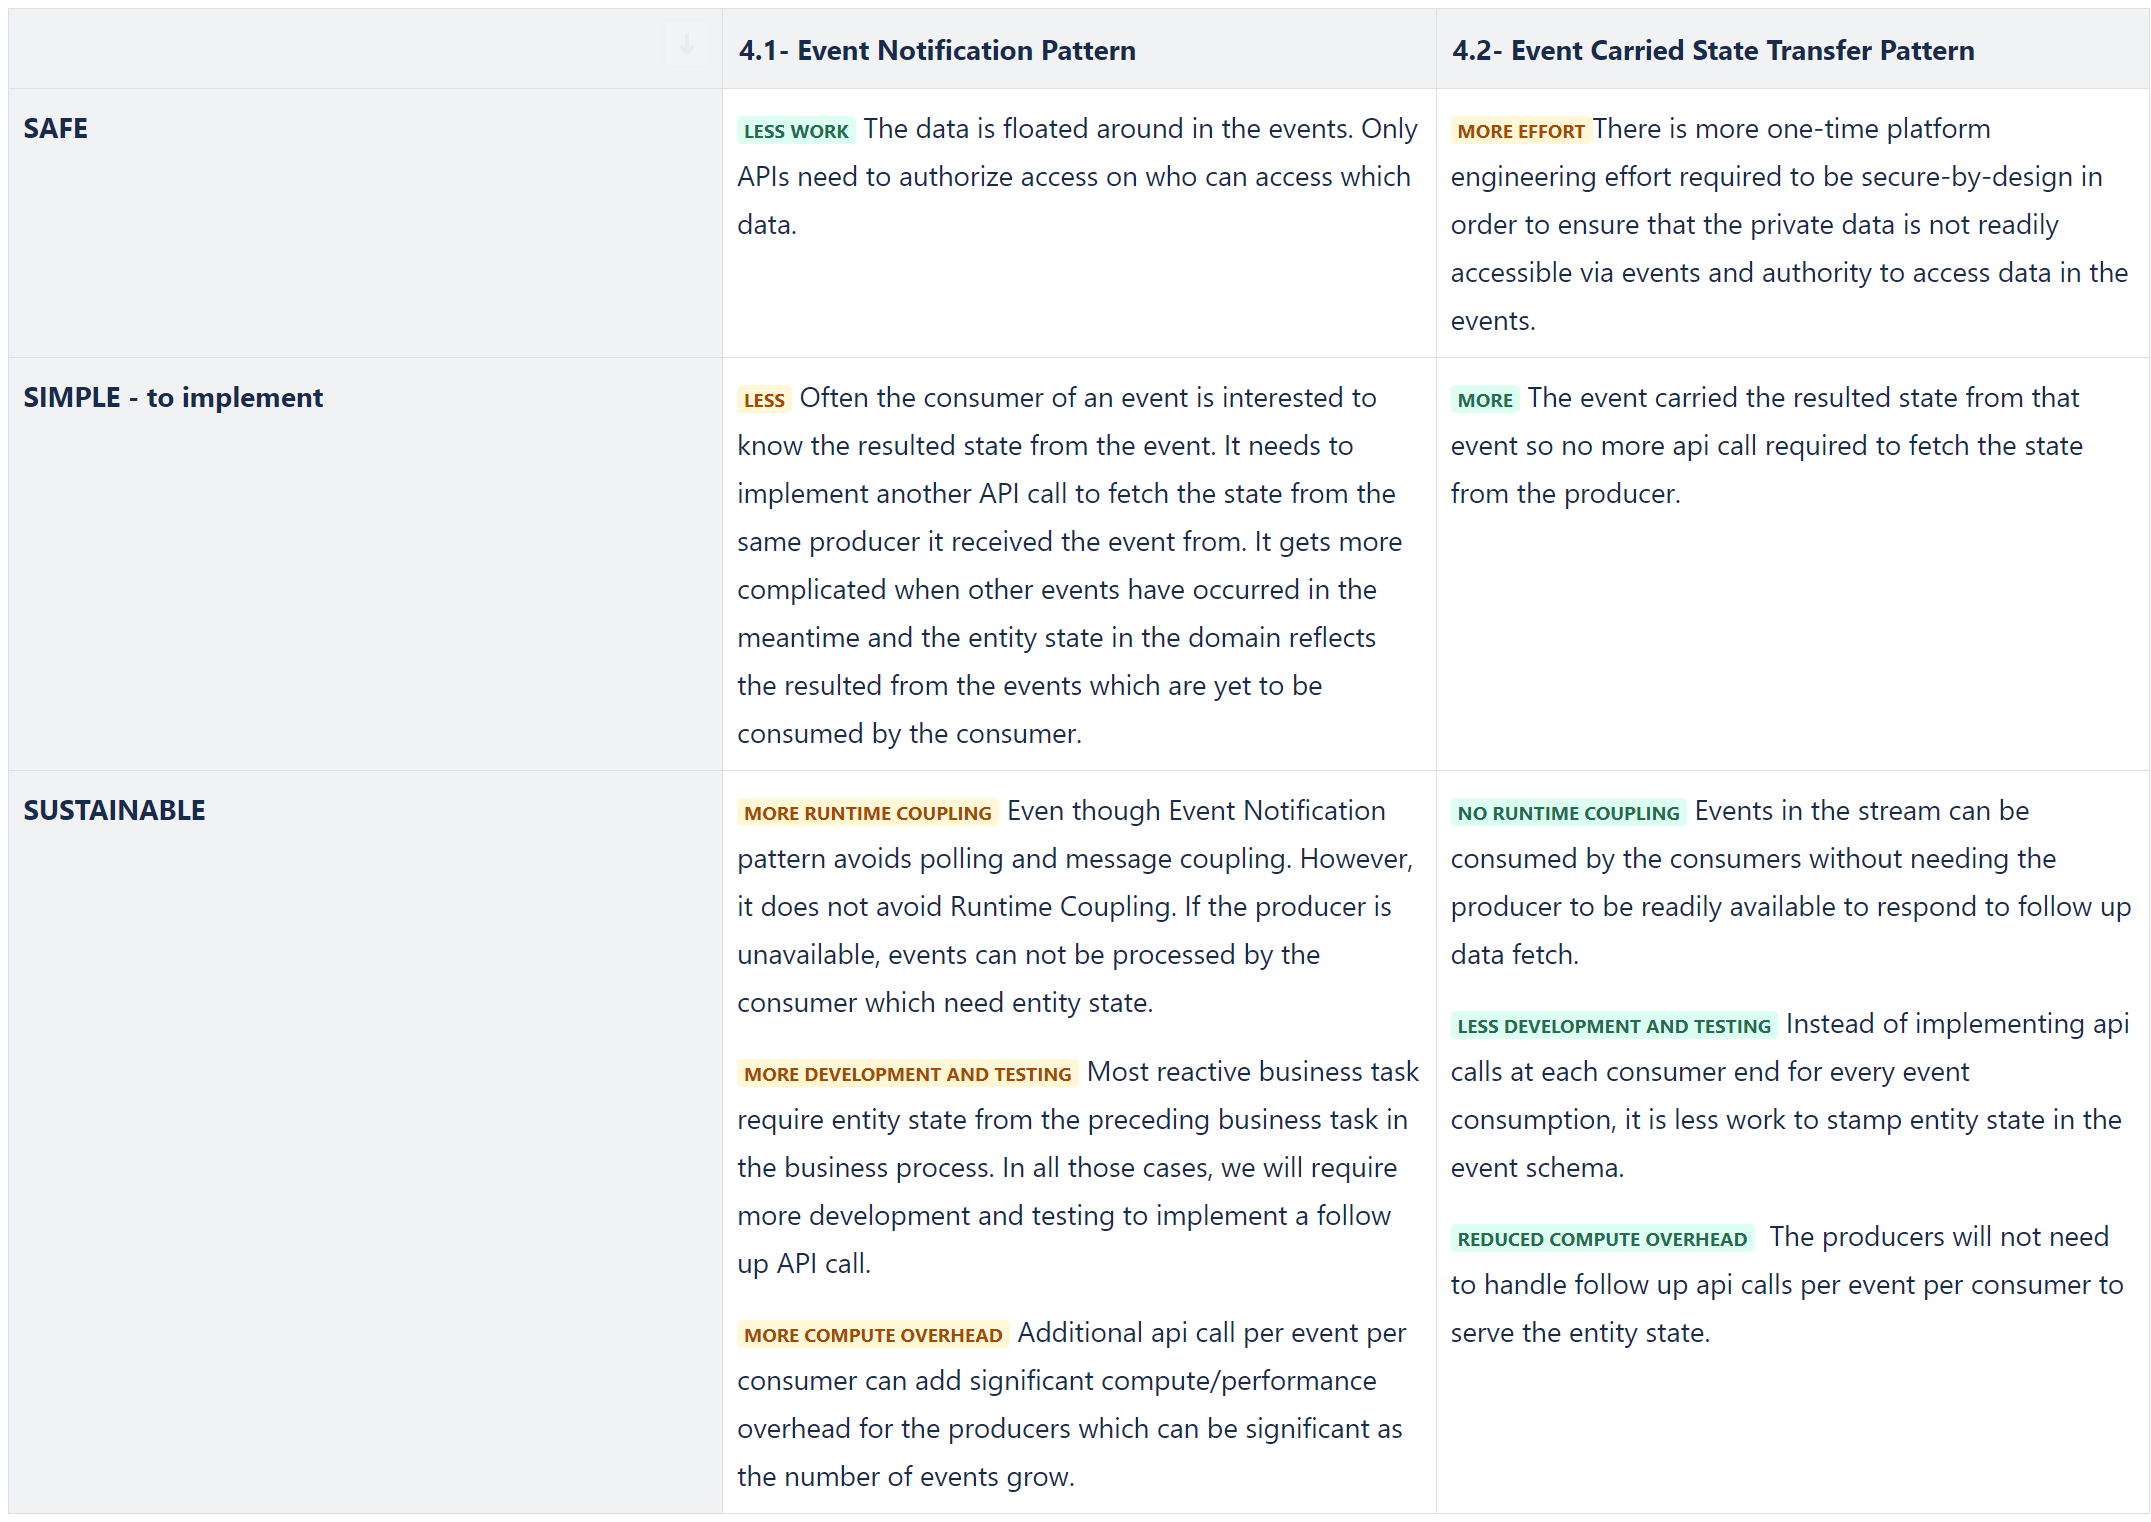 4.1- Event Notification Pattern
4.2- Event Carried State Transfer Pattern
SAFE
LESS WORK The data is floated around in the events. Only
APIs need to authorize access on who can access which
data.
MORE EFFORT There is more one-time platform
engineering effort required to be secure-by-design in
order to ensure that the private data is not readily
accessible via events and authority to access data in the
events.
SIMPLE - to implement
LESS Often the consumer of an event is interested to
know the resulted state from the event. It needs to
implement another API call to fetch the state from the
same producer it received the event from. It gets more
complicated when other events have occurred in the
meantime and the entity state in the domain reflects
the resulted from the events which are yet to be
consumed by the consumer.
MORE The event carried the resulted state from that
event so no more api call required to fetch the state
from the producer.
SUSTAINABLE
MORE RUNTIME COUPLING Even though Event Notification
pattern avoids polling and message coupling. However,
it does not avoid Runtime Coupling. If the producer is
unavailable, events can not be processed by the
consumer which need entity state.
MORE DEVELOPMENT AND TESTING Most reactive business task
require entity state from the preceding business task in
the business process. In all those cases, we will require
more development and testing to implement a follow
up API call.
MORE COMPUTE OVERHEAD Additional api call per event per
consumer can add significant compute/performance
overhead for the producers which can be significant as
the number of events grow.
NO RUNTIME COUPLING Events in the stream can be
consumed by the consumers without needing the
producer to be readily available to respond to follow up
data fetch.
LESS DEVELOPMENT AND TESTING Instead of implementing api
calls at each consumer end for every event
consumption, it is less work to stamp entity state in the
event schema.
REDUCED COMPUTE OVERHEAD The producers will not need
to handle follow up api calls per event per consumer to
serve the entity state.